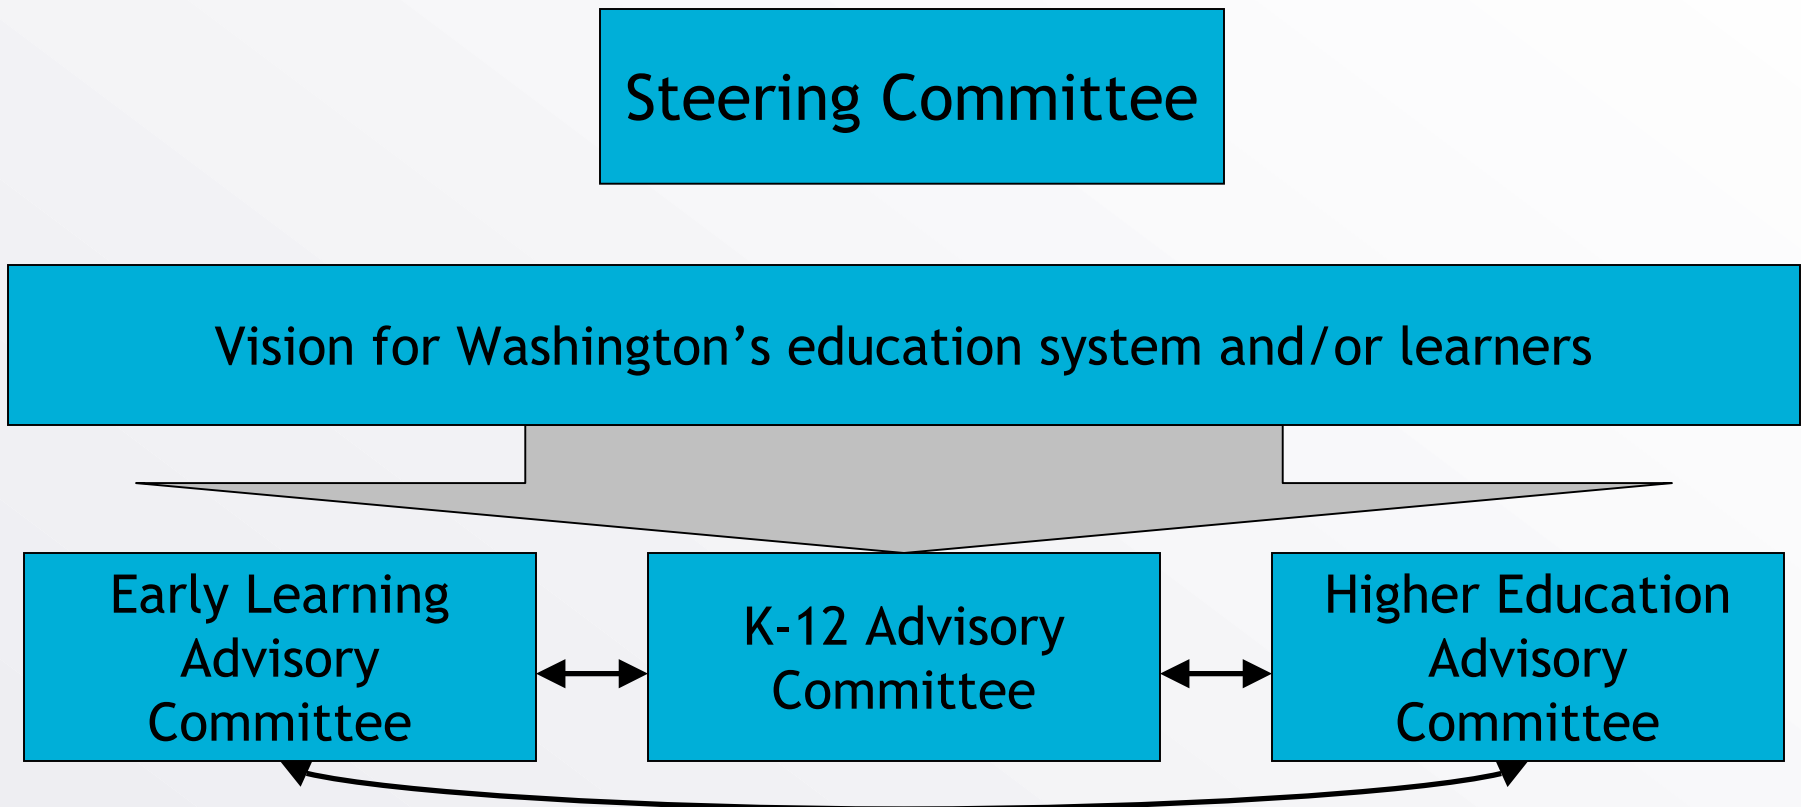 Steering Committee
Vision for Washington’s education system and/or learners
Early Learning
Advisory
Committee
K-12 Advisory
Committee
Higher Education
Advisory
Committee